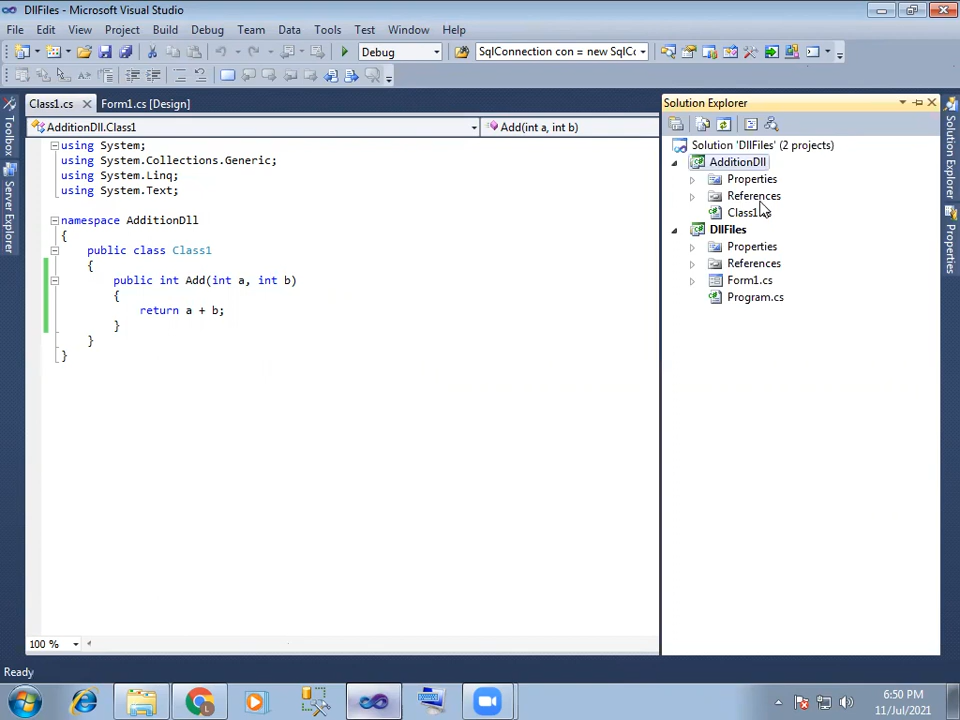 DllFiles - Microsoft Visual Studio
File Edit View Project Build Debug Team Data Tools Test Window Help
Debug SqlConnection con = new SqlCo
Class1.cs Form1.cs [Design]
AdditionDll.Class1 Add(int a, int b)
using System;
using System.Collections.Generic;
using System.Linq;
using System.Text;
namespace AdditionDll
{
public class Class1
{
public int Add(int a, int b)
{
return a + b;
}
}
}
100 %
Toolbox
Server Explorer
Solution Explorer
Solution 'DllFiles' (2 projects)
AdditionDll
Properties
References
Class1
DllFiles
Properties
References
Form1.cs
Program.cs
Solution Explorer
Properties
Ready
6:50 PM
11/Jul/2021